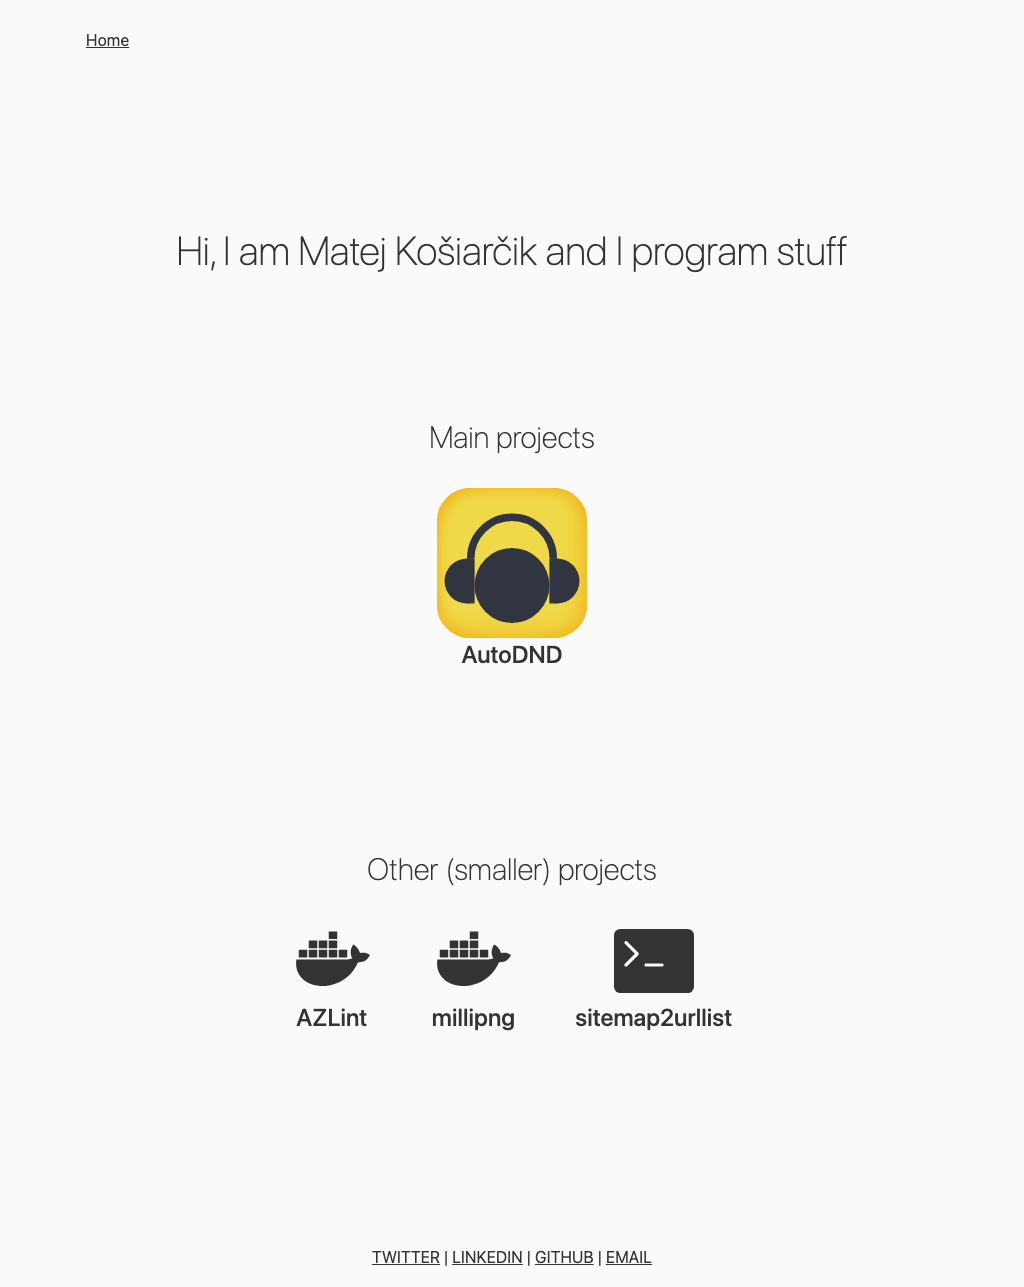 Home
Hi, I am Matej Košiarčik and I program stuff
Main projects
AutoDND
Other (smaller) projects
AZLint
millipng
sitemap2urllist
TWITTER | LINKEDIN | GITHUB | EMAIL